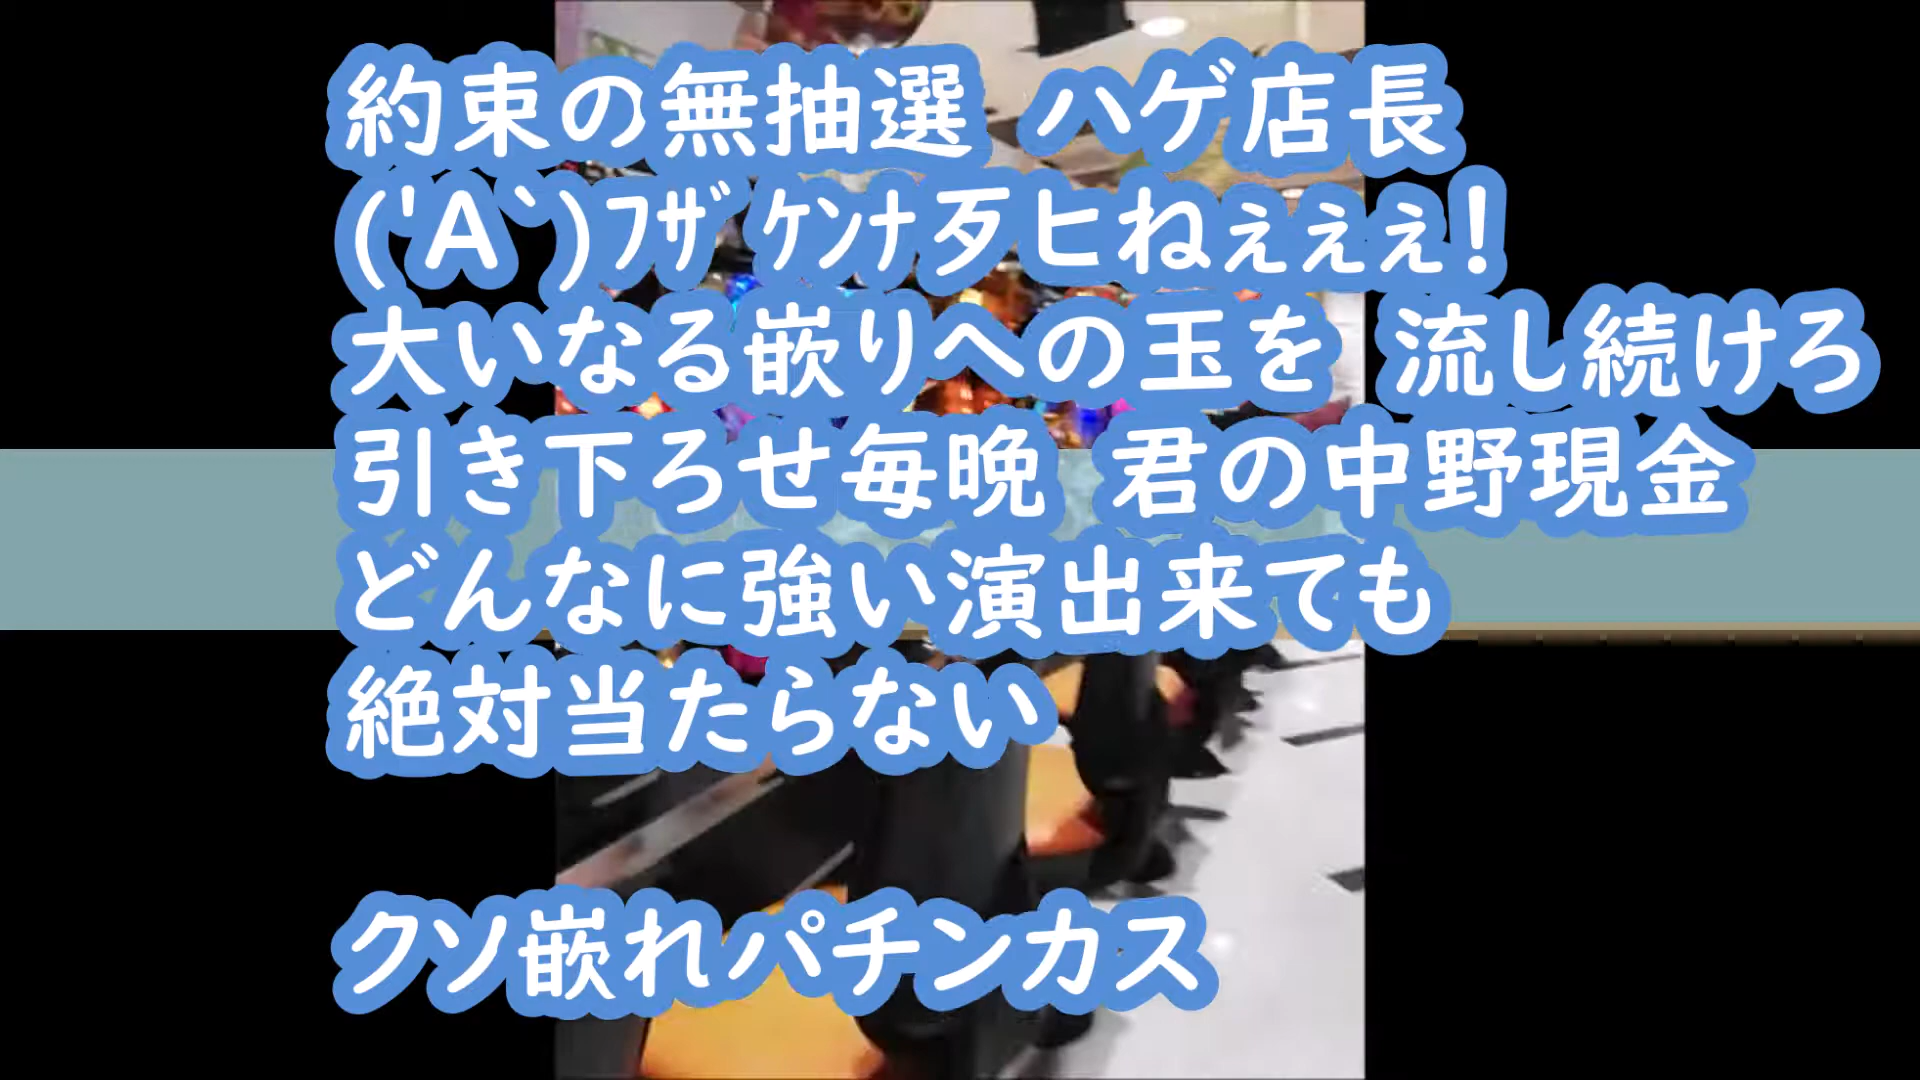 約束の無抽選 ハゲ店長
('A`)ﾌｻﾞｹﾝﾅ歹ヒねぇぇぇ!
大いなる嵌りへの玉を 流し続けろ
引き下ろせ毎晩 君の中野現金
どんなに強い演出来ても
絶対当たらない
クソ嵌れパチンカス